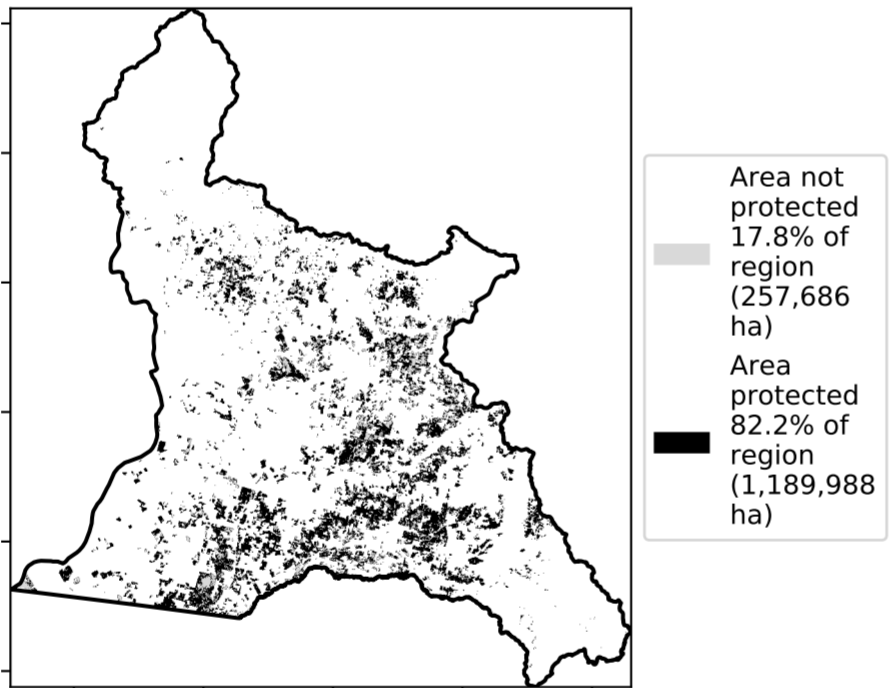 Area not
protected
17.8% of
region
(257,686
ha)
Area
protected
82.2% of
region
(1,189,988
ha)